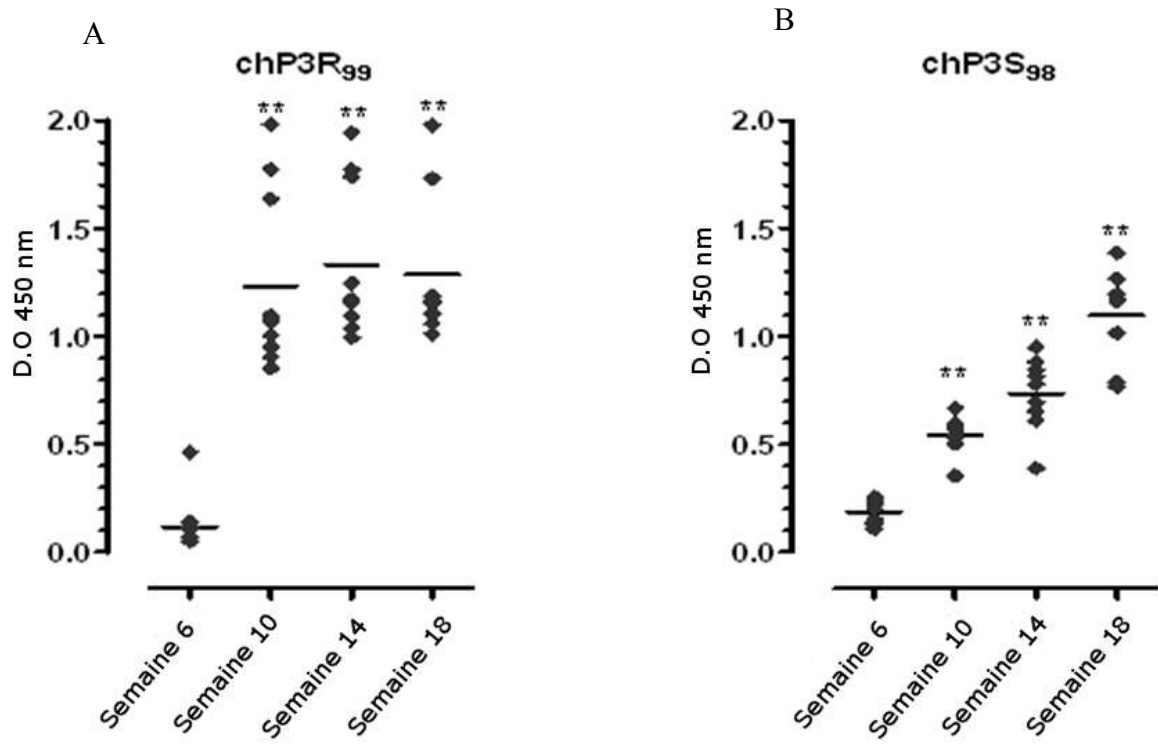 A
chP3R₉₉
**
**
**
2.0
1.5
1.0
0.5
0.0
D.O 450 nm
Semaine 6
Semaine 10
Semaine 14
Semaine 18
B
chP3S₉₈
**
**
**
2.0
1.5
1.0
0.5
0.0
D.O 450 nm
Semaine 6
Semaine 10
Semaine 14
Semaine 18